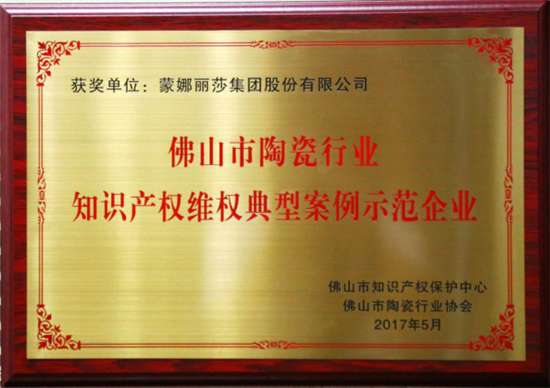 获奖单位：蒙娜丽莎集团股份有限公司
佛山市陶瓷行业
知识产权维权典型案例示范企业
佛山市知识产权保护中心
佛山市陶瓷行业协会
2017年5月